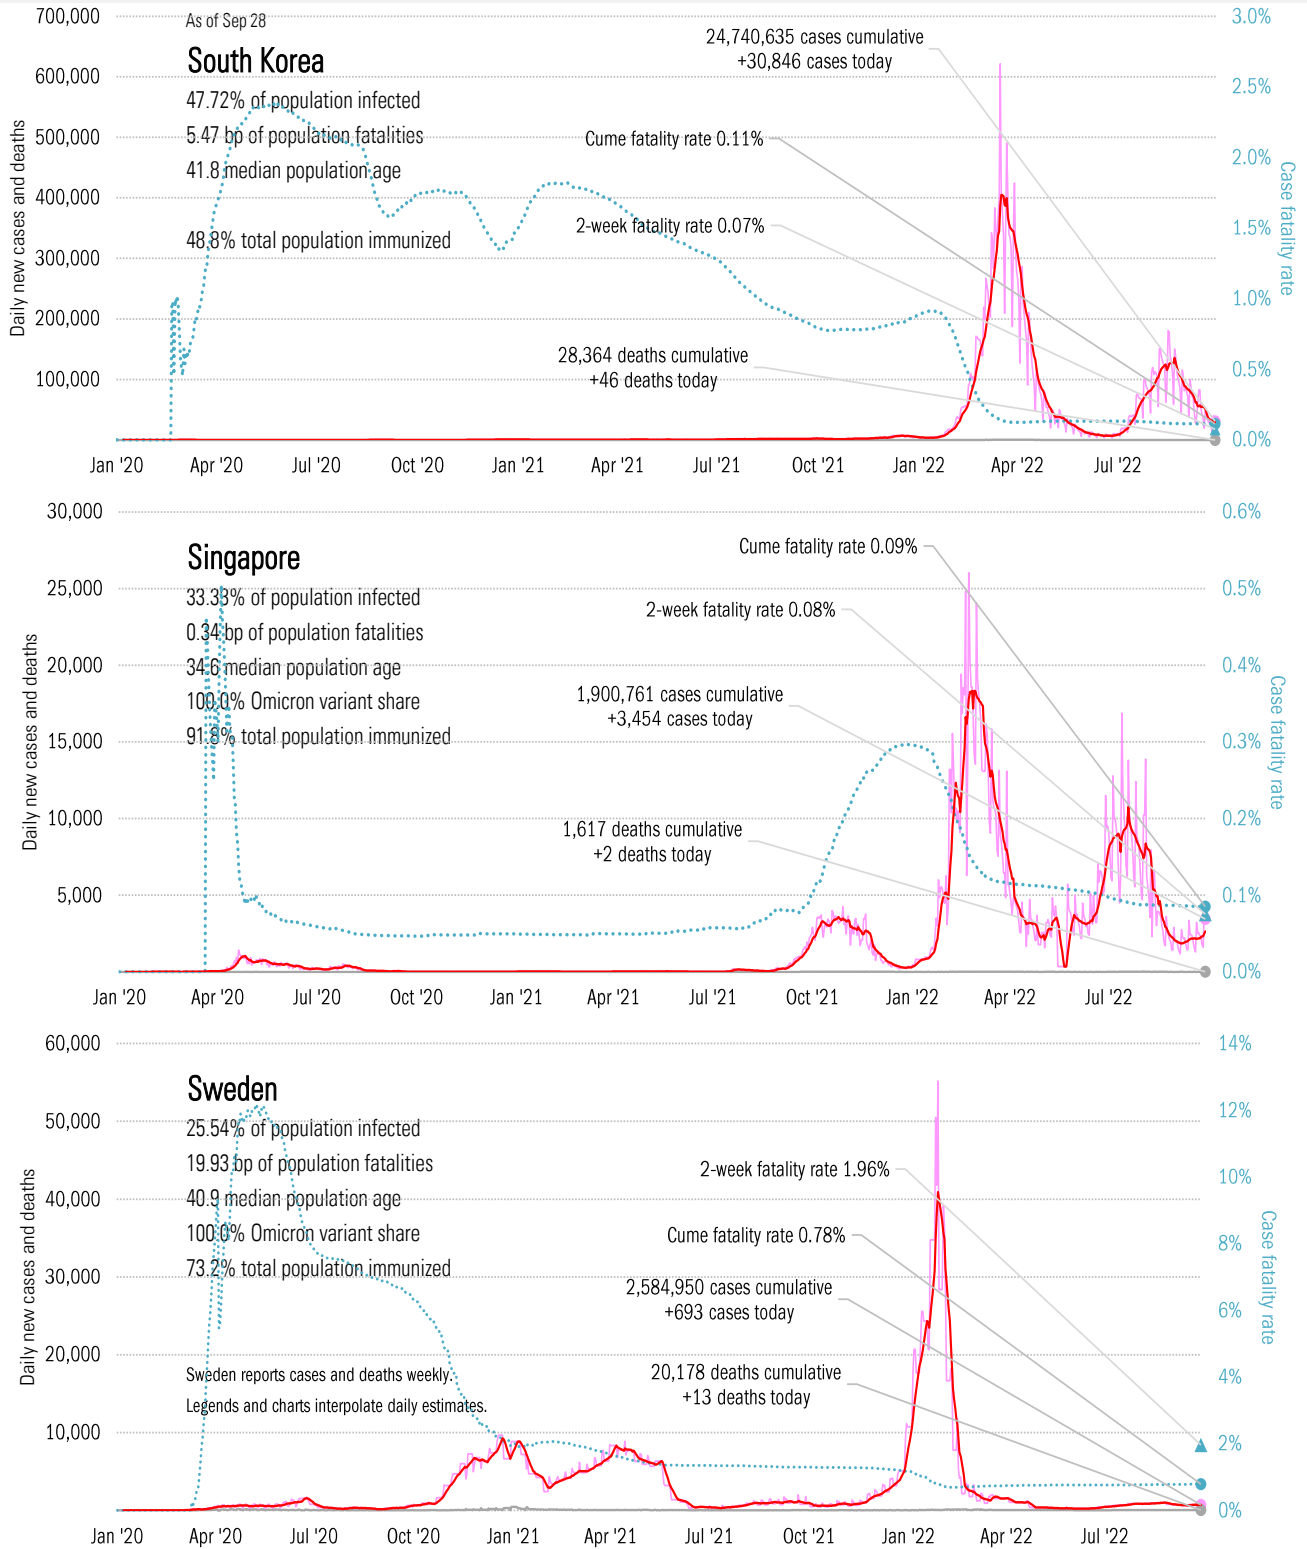 700,000
As of Sep 28
3.0%
24,740,635 cases cumulative
+30,846 cases today
South Korea
600,000
2.5%
47.72% of population infected
500,000
5.47 bp of population fatalities
Cume fatality rate 0.11%
2.0%
41.8 median population age
400,000
2-week fatality rate 0.07%
1.5%
48.8% total population immunized
300,000
1.0%
200,000
28,364 deaths cumulative
+46 deaths today
0.5%
100,000
0.0%
Daily new cases and deaths
Case fatality rate
Jan '20 Apr '20 Jul '20 Oct '20 Jan '21 Apr '21 Jul '21 Oct '21 Jan '22 Apr '22 Jul '22
30,000
0.6%
Singapore
Cume fatality rate 0.09%
25,000
0.5%
33.33% of population infected
2-week fatality rate 0.08%
0.34 bp of population fatalities
20,000
34.6 median population age
0.4%
100.0% Omicron variant share
1,900,761 cases cumulative
+3,454 cases today
15,000
91.8% total population immunized
0.3%
10,000
0.2%
1,617 deaths cumulative
+2 deaths today
5,000
0.1%
0.0%
Daily new cases and deaths
Case fatality rate
Jan '20 Apr '20 Jul '20 Oct '20 Jan '21 Apr '21 Jul '21 Oct '21 Jan '22 Apr '22 Jul '22
60,000
14%
Sweden
50,000
12%
25.54% of population infected
19.93 bp of population fatalities
2-week fatality rate 1.96%
10%
40,000
40.9 median population age
100.0% Omicron variant share
Cume fatality rate 0.78%
8%
30,000
73.2% total population immunized
2,584,950 cases cumulative
+693 cases today
6%
20,000
Sweden reports cases and deaths weekly.
20,178 deaths cumulative
+13 deaths today
4%
Legends and charts interpolate daily estimates.
10,000
2%
0%
Daily new cases and deaths
Case fatality rate
Jan '20 Apr '20 Jul '20 Oct '20 Jan '21 Apr '21 Jul '21 Oct '21 Jan '22 Apr '22 Jul '22